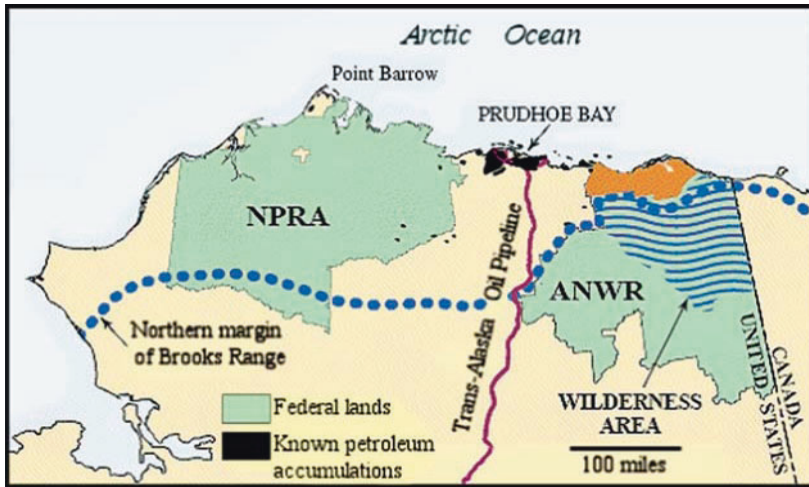 Arctic Ocean
Point Barrow
PRUDHOE BAY
NPRA
Trans-Alaska Oil Pipeline
ANWR
Northern margin
of Brooks Range
WILDERNESS
AREA
CANADA
UNITED STATES
Federal lands
Known petroleum
accumulations
100 miles